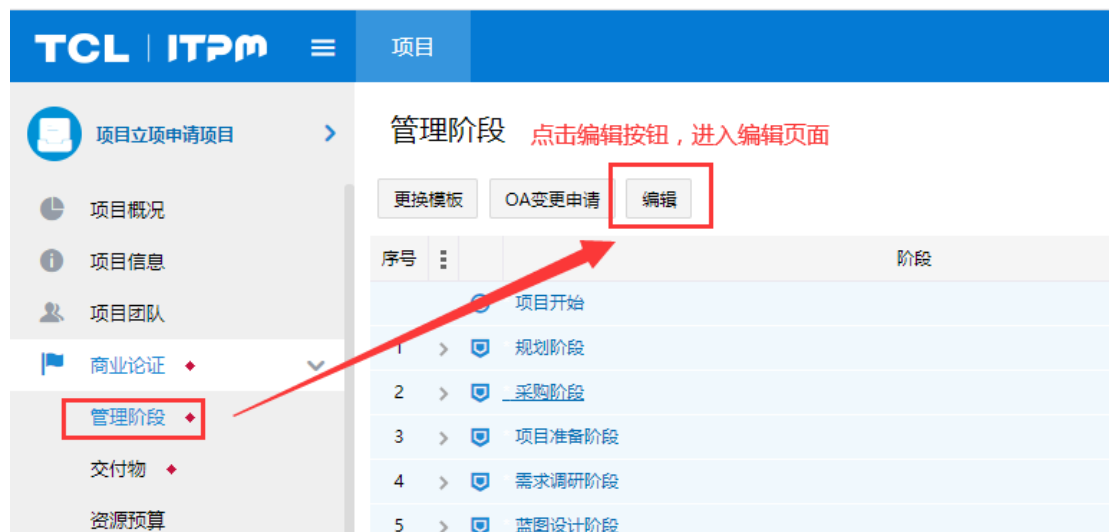 TCL | ITPM 项目
项目立项申请项目
项目概况
项目信息
项目团队
商业论证
管理阶段
交付物
资源预算
管理阶段 点击编辑按钮，进入编辑页面
更换模板 OA变更申请 编辑
序号 阶段
项目开始
1 规划阶段
2 采购阶段
3 项目准备阶段
4 需求调研阶段
5 蓝图设计阶段